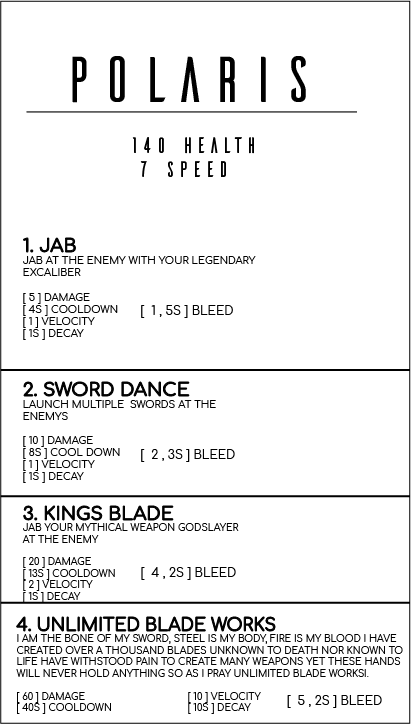 POLARIS
140 HEALTH
7 SPEED
1. JAB
JAB AT THE ENEMY WITH YOUR LEGENDARY
EXCALIBER
[ 5 ] DAMAGE
[ 4S ] COOLDOWN
[ 1 ] VELOCITY
[ 1S ] DECAY
[ 1 , 5S ] BLEED
2. SWORD DANCE
LAUNCH MULTIPLE SWORDS AT THE
ENEMYS
[ 10 ] DAMAGE
[ 8S ] COOL DOWN
[ 1 ] VELOCITY
[ 1S ] DECAY
[ 2 , 3S ] BLEED
3. KINGS BLADE
JAB YOUR MYTHICAL WEAPON GODSLAYER
AT THE ENEMY
[ 20 ] DAMAGE
[ 13S ] COOLDOWN
[ 2 ] VELOCITY
[ 1S ] DECAY
[ 4 , 2S ] BLEED
4. UNLIMITED BLADE WORKS
I AM THE BONE OF MY SWORD, STEEL IS MY BODY, FIRE IS MY BLOOD I HAVE
CREATED OVER A THOUSAND BLADES UNKNOWN TO DEATH NOR KNOWN TO
LIFE HAVE WITHSTOOD PAIN TO CREATE MANY WEAPONS YET THESE HANDS
WILL NEVER HOLD ANYTHING SO AS I PRAY UNLIMITED BLADE WORKS!.
[ 60 ] DAMAGE
[ 40S ] COOLDOWN
[ 10 ] VELOCITY
[ 10S ] DECAY
[ 5 , 2S ] BLEED